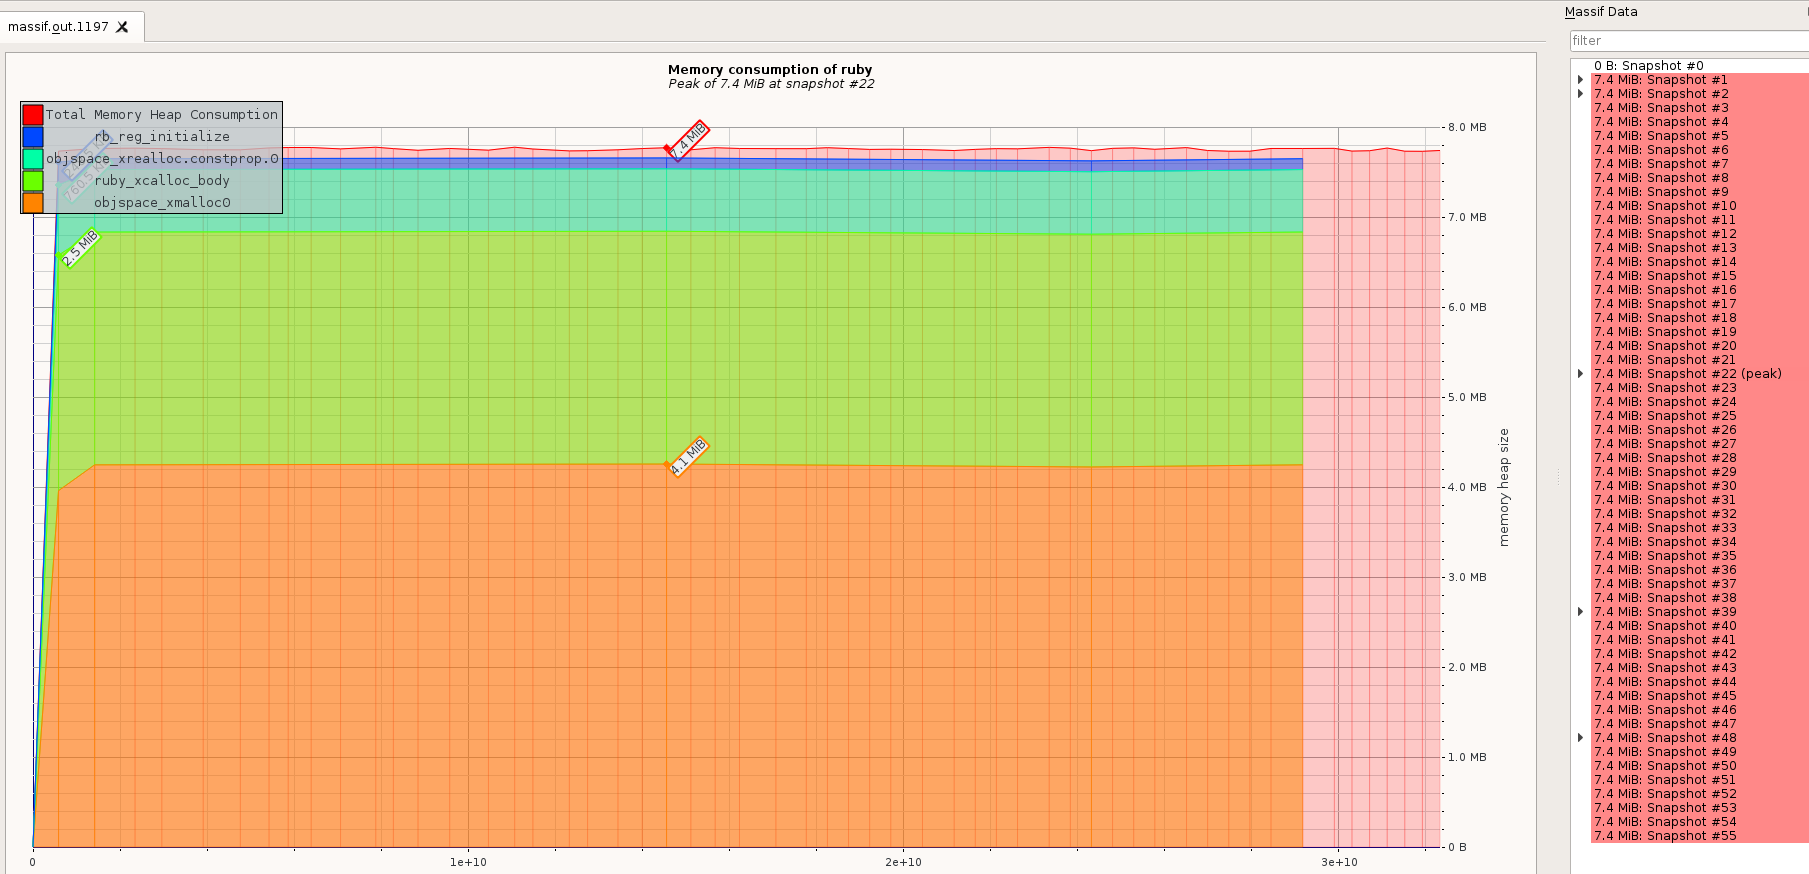 massif.out.1197
Memory consumption of ruby
Peak of 7.4 MiB at snapshot #22
Total Memory Heap Consumption
rb_reg_initialize
objspace_xrealloc.constprop.0
ruby_xcalloc_body
objspace_xmalloc0
7.4 MiB
2.5 MiB
4.1 MiB
8.0 MB
7.0 MB
6.0 MB
5.0 MB
4.0 MB
3.0 MB
2.0 MB
1.0 MB
0 B
memory heap size
0
1e+10
2e+10
3e+10
Massif Data
filter
0 B: Snapshot #0
7.4 MiB: Snapshot #1
7.4 MiB: Snapshot #2
7.4 MiB: Snapshot #3
7.4 MiB: Snapshot #4
7.4 MiB: Snapshot #5
7.4 MiB: Snapshot #6
7.4 MiB: Snapshot #7
7.4 MiB: Snapshot #8
7.4 MiB: Snapshot #9
7.4 MiB: Snapshot #10
7.4 MiB: Snapshot #11
7.4 MiB: Snapshot #12
7.4 MiB: Snapshot #13
7.4 MiB: Snapshot #14
7.4 MiB: Snapshot #15
7.4 MiB: Snapshot #16
7.4 MiB: Snapshot #17
7.4 MiB: Snapshot #18
7.4 MiB: Snapshot #19
7.4 MiB: Snapshot #20
7.4 MiB: Snapshot #21
7.4 MiB: Snapshot #22 (peak)
7.4 MiB: Snapshot #23
7.4 MiB: Snapshot #24
7.4 MiB: Snapshot #25
7.4 MiB: Snapshot #26
7.4 MiB: Snapshot #27
7.4 MiB: Snapshot #28
7.4 MiB: Snapshot #29
7.4 MiB: Snapshot #30
7.4 MiB: Snapshot #31
7.4 MiB: Snapshot #32
7.4 MiB: Snapshot #33
7.4 MiB: Snapshot #34
7.4 MiB: Snapshot #35
7.4 MiB: Snapshot #36
7.4 MiB: Snapshot #37
7.4 MiB: Snapshot #38
7.4 MiB: Snapshot #39
7.4 MiB: Snapshot #40
7.4 MiB: Snapshot #41
7.4 MiB: Snapshot #42
7.4 MiB: Snapshot #43
7.4 MiB: Snapshot #44
7.4 MiB: Snapshot #45
7.4 MiB: Snapshot #46
7.4 MiB: Snapshot #47
7.4 MiB: Snapshot #48
7.4 MiB: Snapshot #49
7.4 MiB: Snapshot #50
7.4 MiB: Snapshot #51
7.4 MiB: Snapshot #52
7.4 MiB: Snapshot #53
7.4 MiB: Snapshot #54
7.4 MiB: Snapshot #55